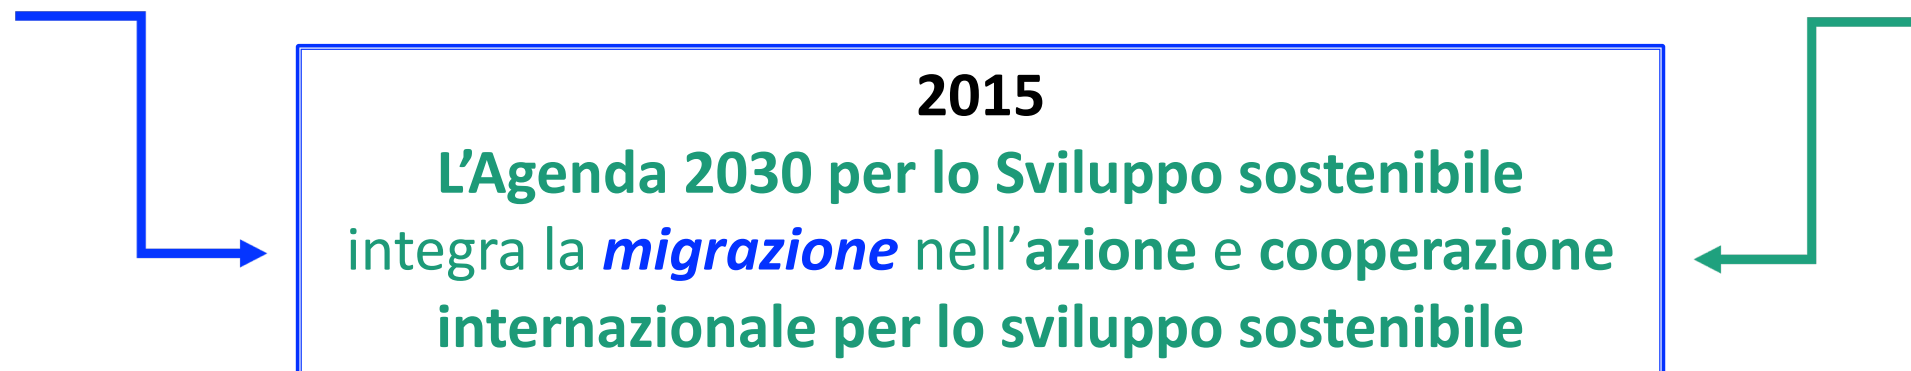 2015
L’Agenda 2030 per lo Sviluppo sostenibile
integra la migrazione nell’azione e cooperazione
internazionale per lo sviluppo sostenibile